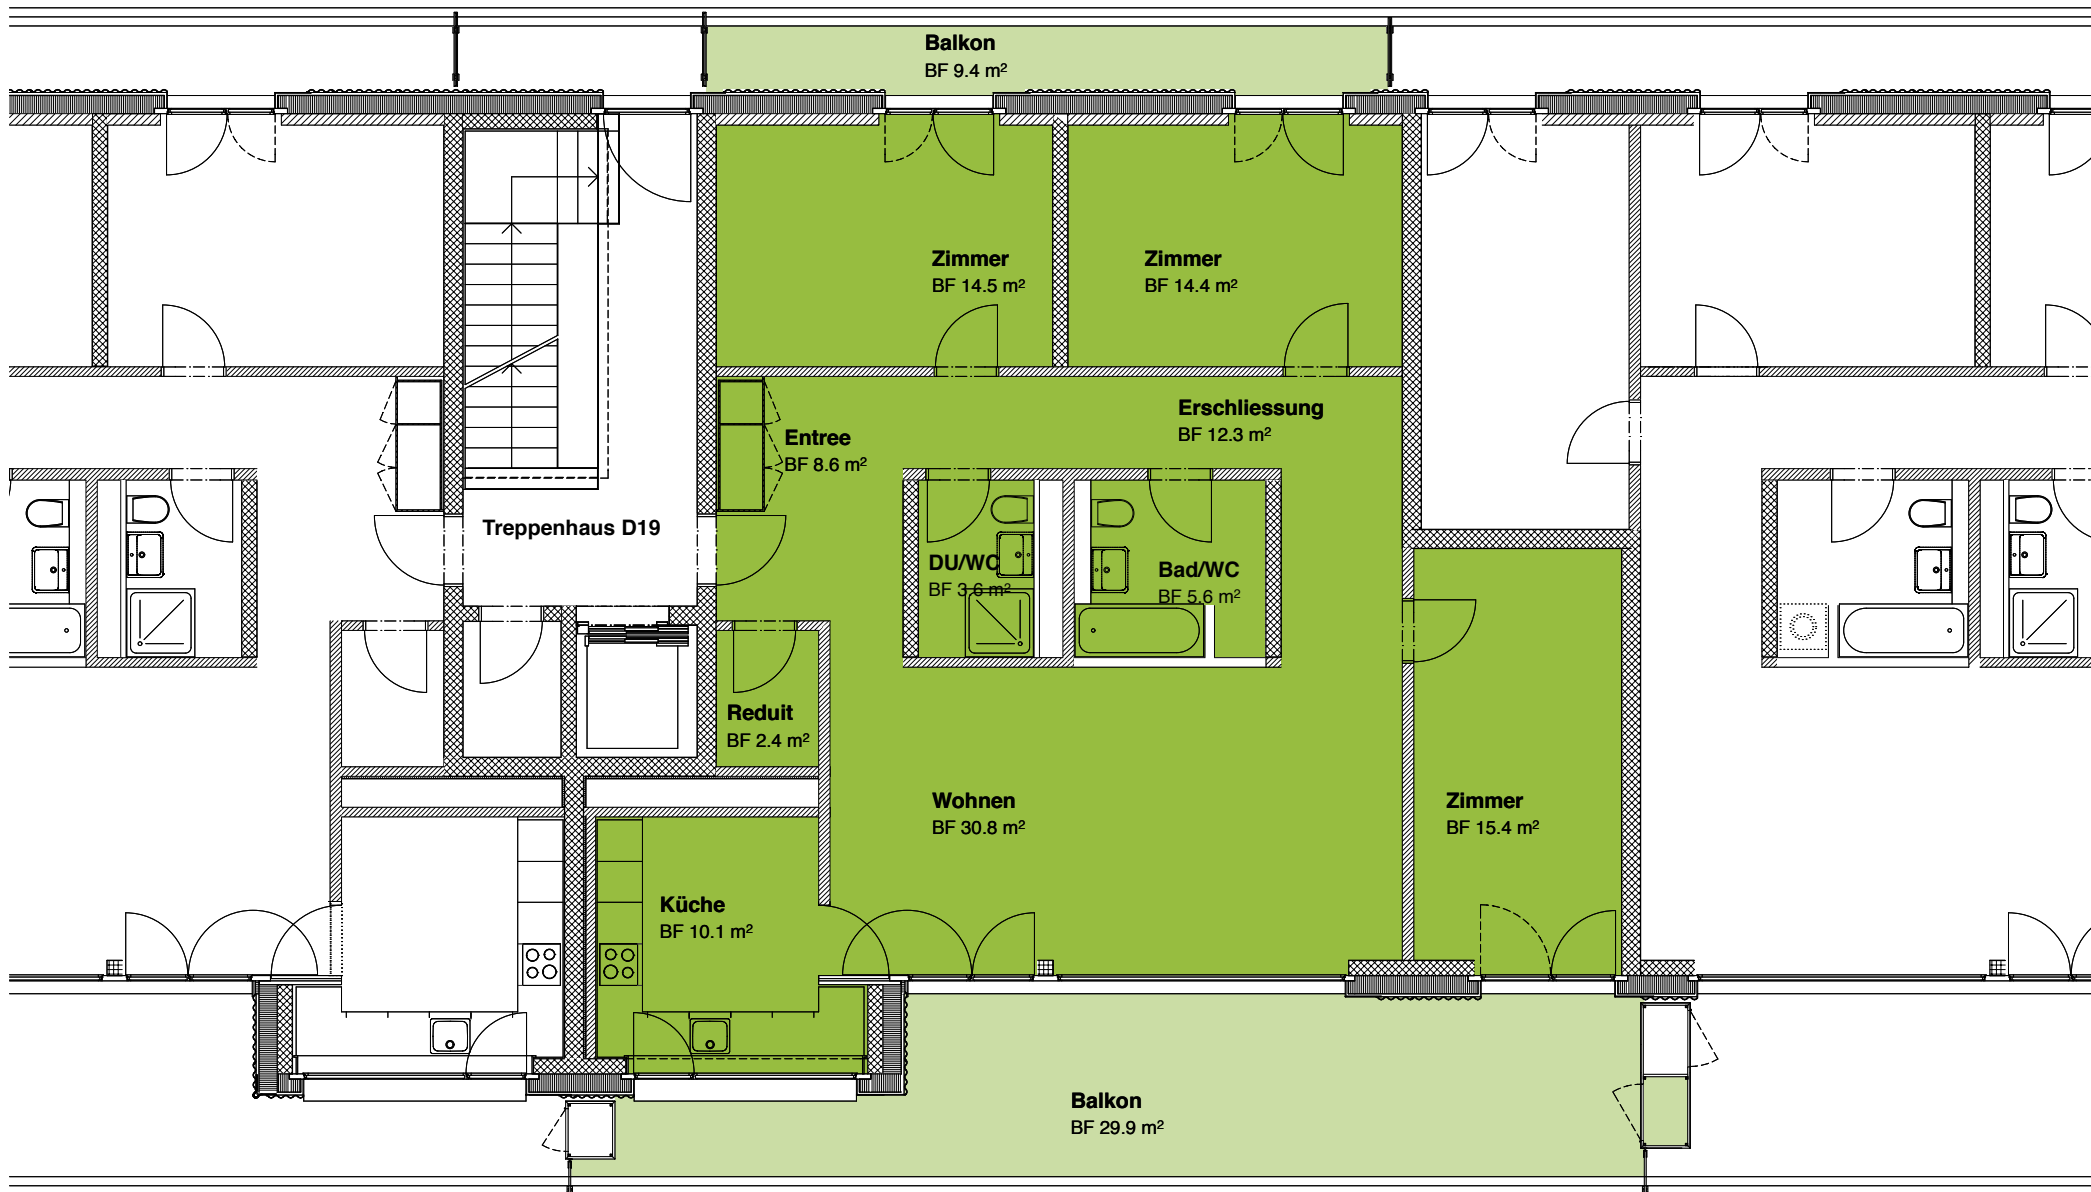 Balkon
BF 9.4 m²
Zimmer
BF 14.5 m²
Zimmer
BF 14.4 m²
Erschliessung
BF 12.3 m²
Entree
BF 8.6 m²
Treppenhaus D19
DU/WC
BF 3.6 m²
Bad/WC
BF 5.6 m²
Reduit
BF 2.4 m²
Wohnen
BF 30.8 m²
Zimmer
BF 15.4 m²
Küche
BF 10.1 m²
Balkon
BF 29.9 m²